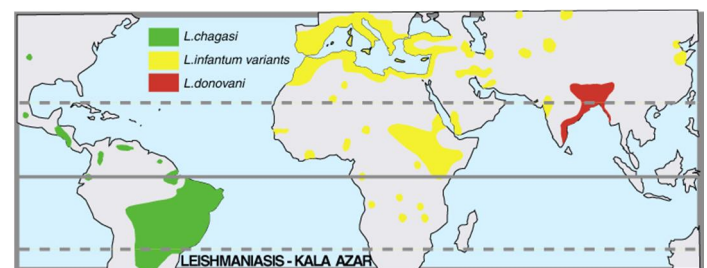 L.chagasi
L.infantum variants
L.donovani
LEISHMANIASIS - KALA AZAR